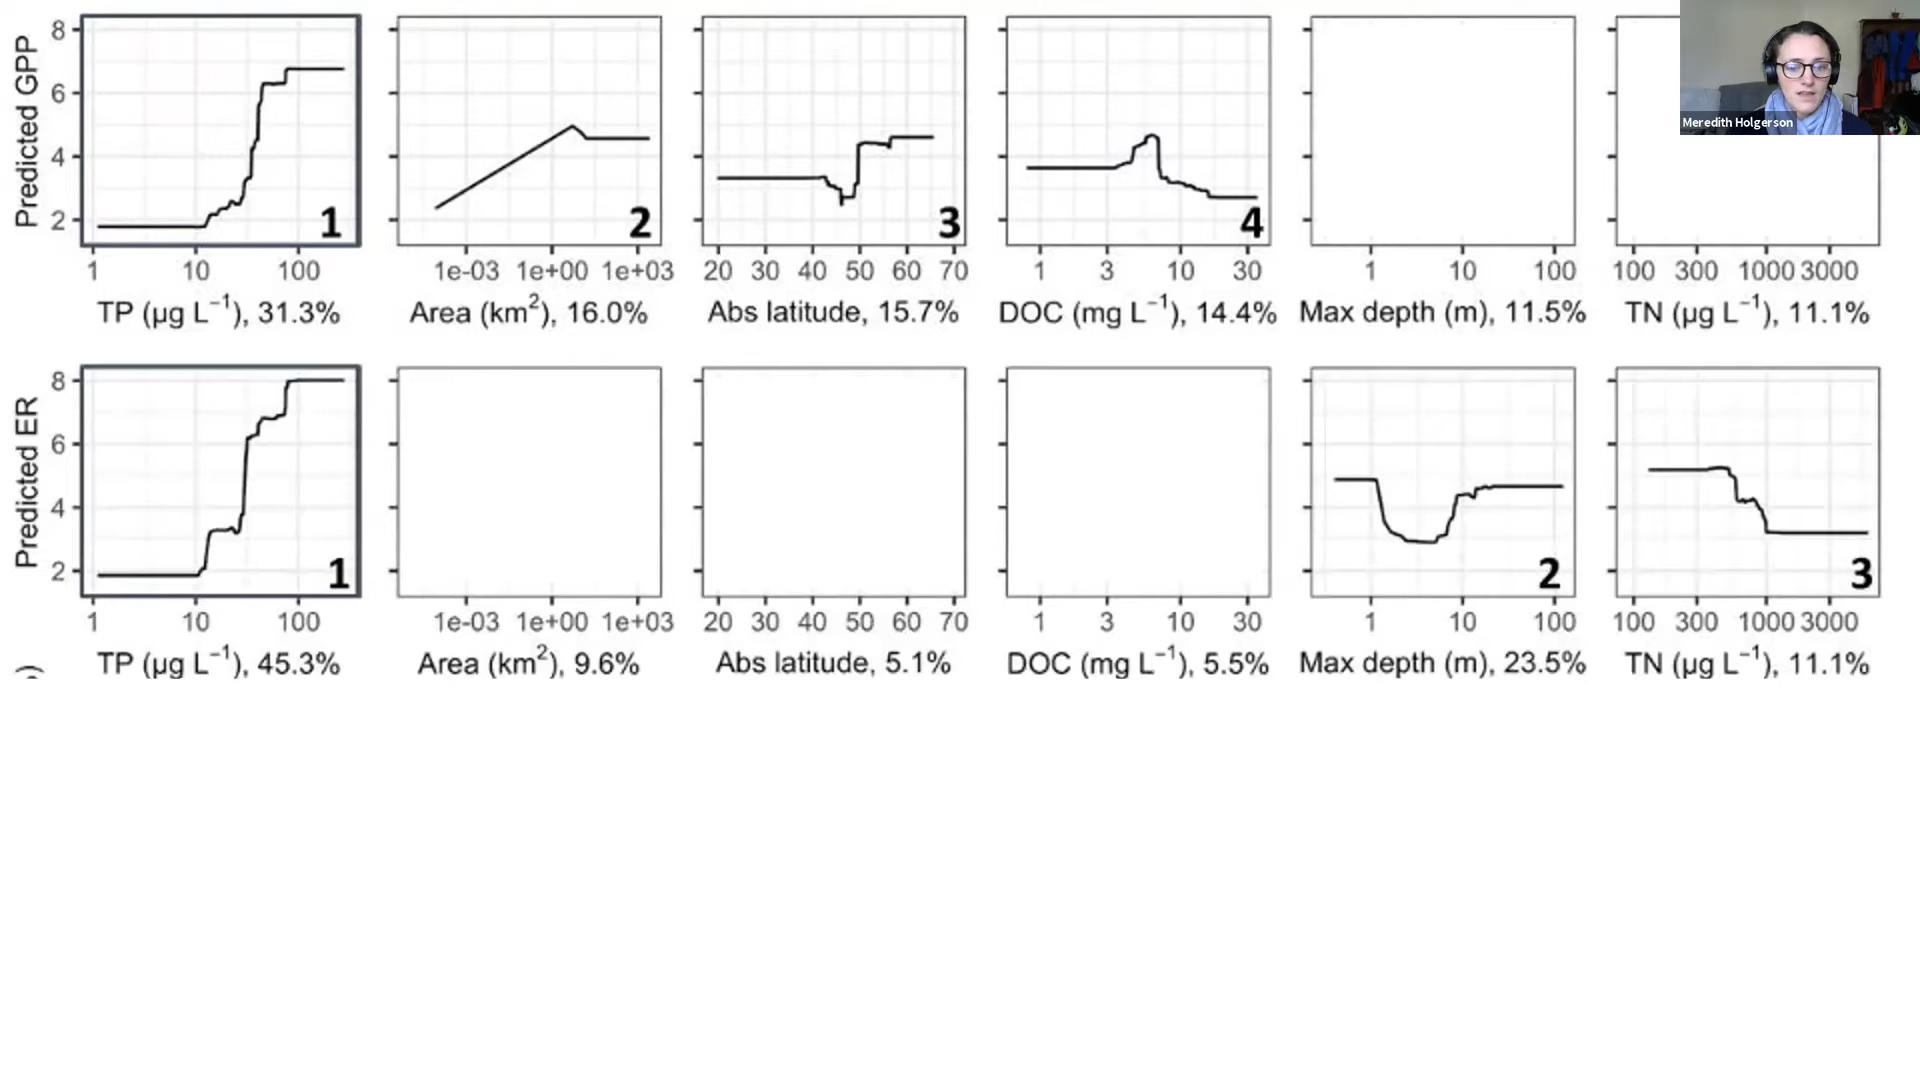 Meredith Holgerson
Predicted GPP
8
6
4
2
1
2
3
4
1 10 100
1e-03 1e+00 1e+03
20 30 40 50 60 70
1 3 10 30
1 10 100
100 300 1000 3000
TP (µg L⁻¹), 31.3%
Area (km²), 16.0%
Abs latitude, 15.7%
DOC (mg L⁻¹), 14.4%
Max depth (m), 11.5%
TN (µg L⁻¹), 11.1%
Predicted ER
8
6
4
2
1
2
3
1 10 100
1e-03 1e+00 1e+03
20 30 40 50 60 70
1 3 10 30
1 10 100
100 300 1000 3000
TP (µg L⁻¹), 45.3%
Area (km²), 9.6%
Abs latitude, 5.1%
DOC (mg L⁻¹), 5.5%
Max depth (m), 23.5%
TN (µg L⁻¹), 11.1%